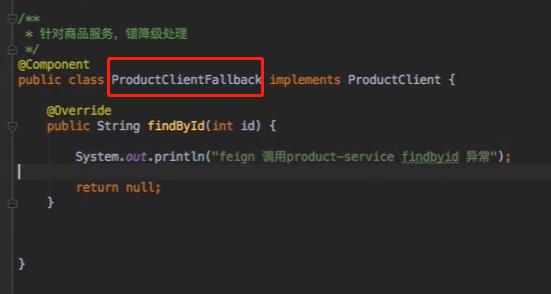 /**
* 针对商品服务，错降级处理
*/
@Component
public class ProductClientFallback implements ProductClient {
@Override
public String findById(int id) {
System.out.println("feign 调用product-service findbyid 异常");
return null;
}
}